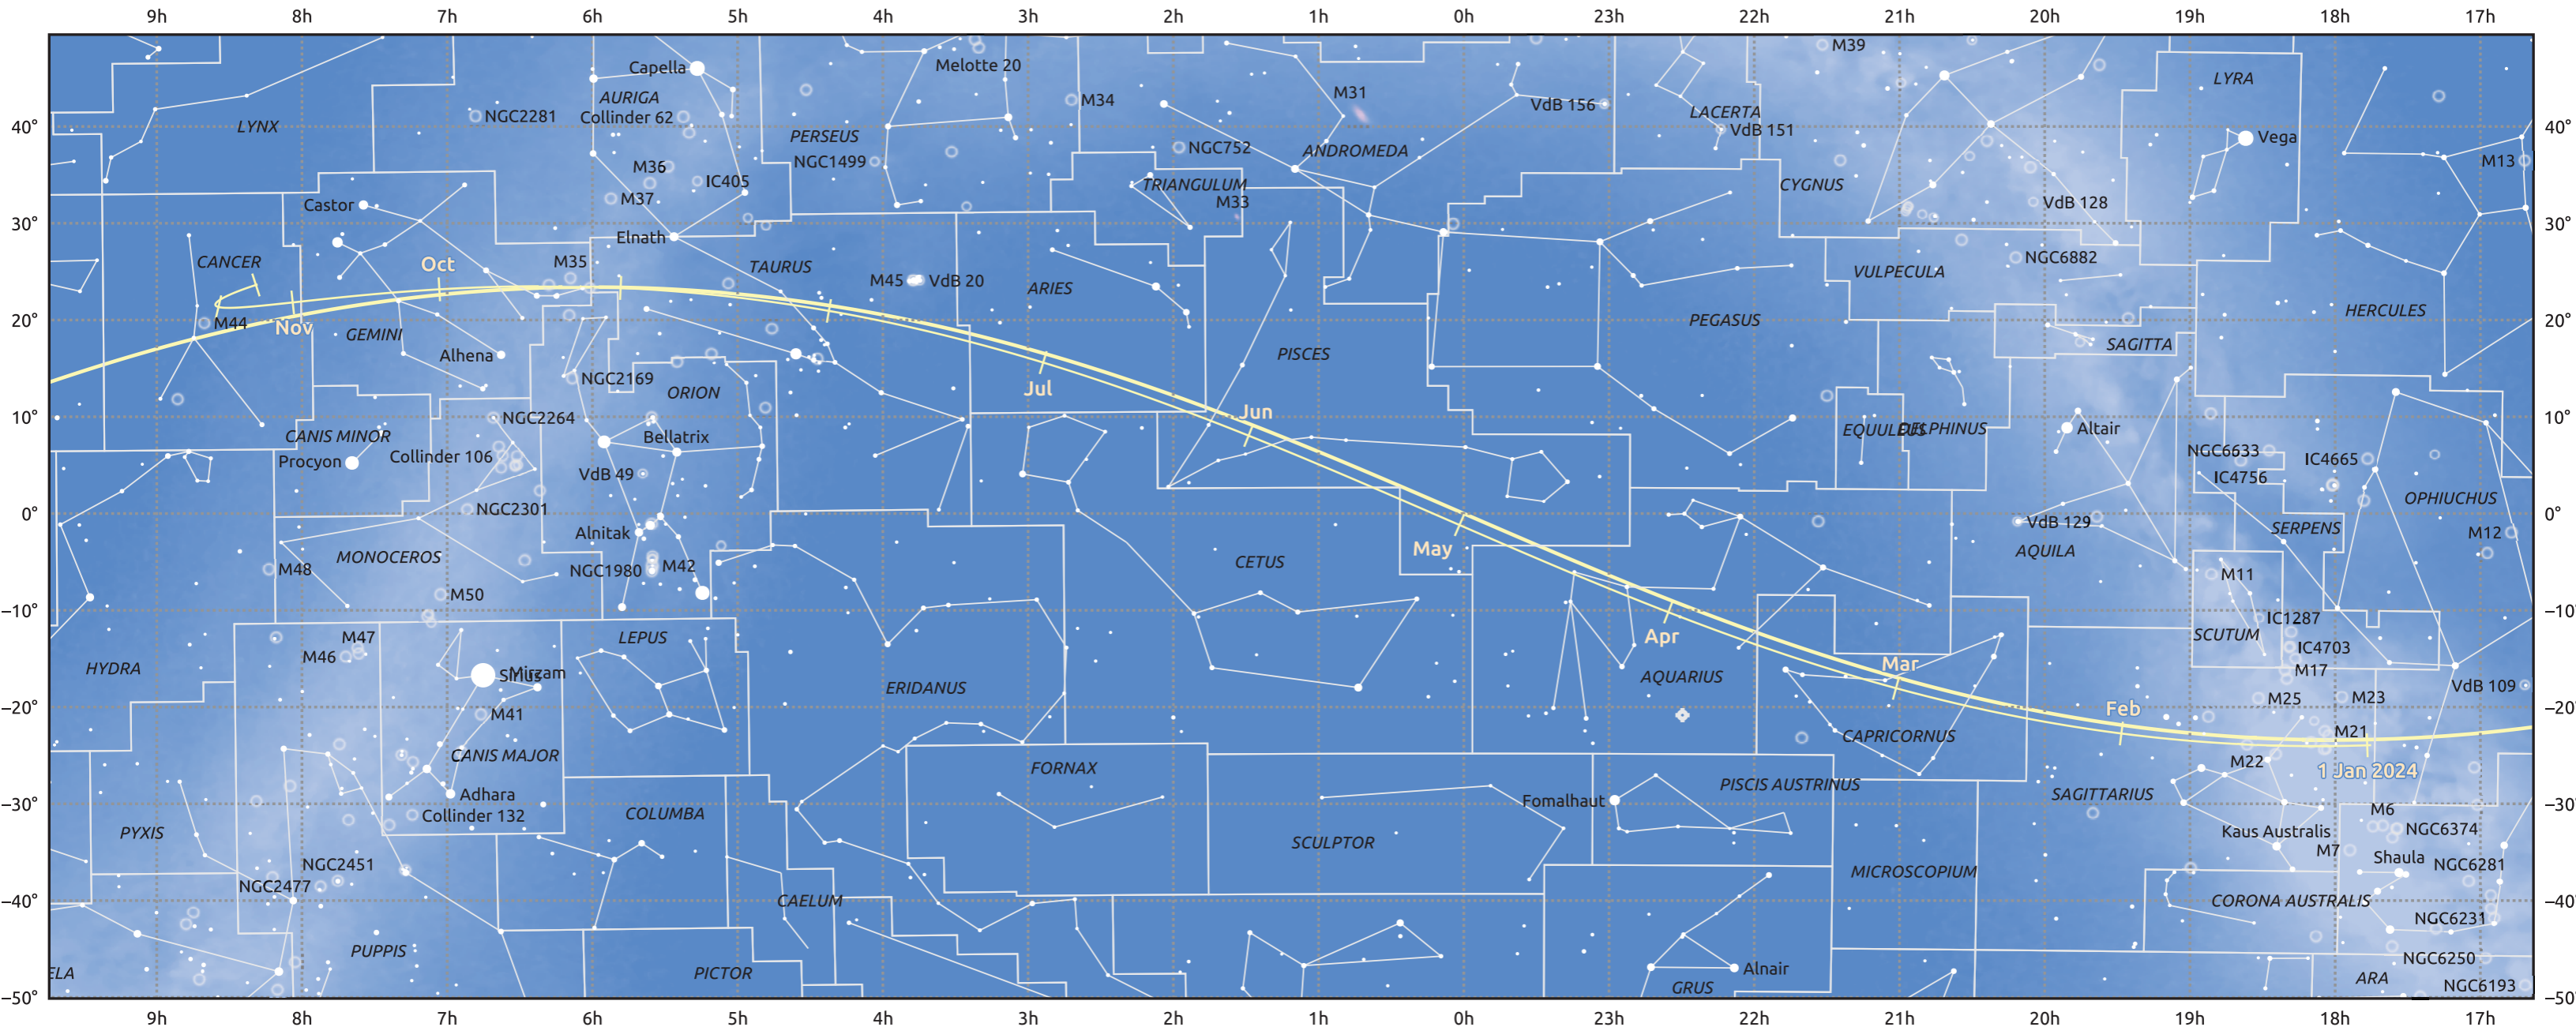 9h 8h 7h 6h 5h 4h 3h 2h 1h 0h 23h 22h 21h 20h 19h 18h 17h
M39
Capella
Melotte 20
LYRA
AURIGA
M31
NGC2281
Collinder 62
M34
VdB 156
LACERTA
40°
LYNX
PERSEUS
VdB 151
Vega
40°
NGC752
ANDROMEDA
NGC1499
M13
M36
IC405
TRIANGULUM
CYGNUS
M37
M33
VdB 128
Castor
30°
30°
Elnath
CANCER
Oct
M35
TAURUS
NGC6882
VULPECULA
M45
VdB 20
ARIES
HERCULES
20°
M44
Nov
GEMINI
PEGASUS
20°
SAGITTA
Alhena
PISCES
NGC2169
Jul
ORION
10°
NGC2264
Jun
10°
CANIS MINOR
Bellatrix
EQUULEUS
DELPHINUS
Altair
Procyon
Collinder 106
NGC6633
IC4665
VdB 49
IC4756
OPHIUCHUS
0°
NGC2301
0°
Alnitak
May
VdB 129
SERPENS
M12
MONOCEROS
CETUS
AQUILA
M48
NGC1980
M42
M11
M50
−10°
IC1287
−10°
M47
LEPUS
Apr
SCUTUM
M46
IC4703
HYDRA
Sirius
Mirzam
Mar
M17
ERIDANUS
AQUARIUS
VdB 109
−20°
M41
Feb
M25
M23
−20°
CANIS MAJOR
CAPRICORNUS
M21
FORNAX
M22
1 Jan 2024
−30°
Adhara
PISCIS AUSTRINUS
SAGITTARIUS
−30°
Collinder 132
COLUMBA
Fomalhaut
M6
PYXIS
SCULPTOR
Kaus Australis
NGC6374
M7
Shaula
NGC2451
MICROSCOPIUM
NGC6281
NGC2477
−40°
CAELUM
CORONA AUSTRALIS
−40°
NGC6231
PUPPIS
NGC6250
ELA
PICTOR
Alnair
ARA
GRUS
NGC6193
−50°
−50°
9h 8h 7h 6h 5h 4h 3h 2h 1h 0h 23h 22h 21h 20h 19h 18h 17h